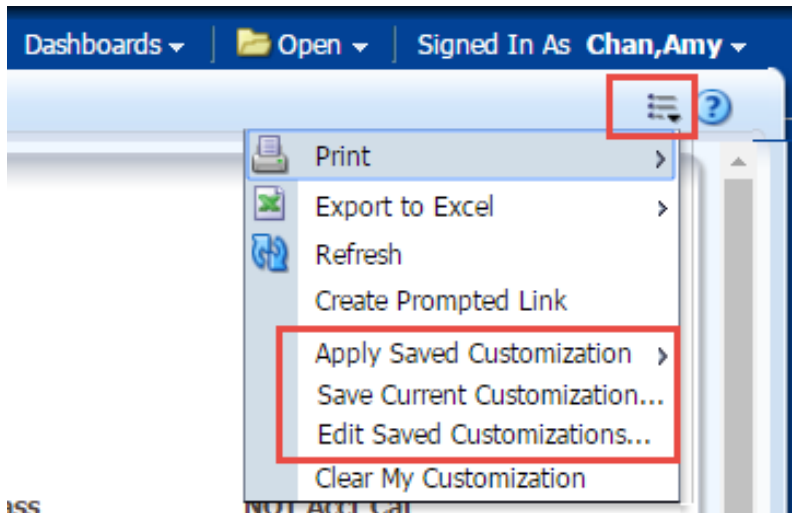 Dashboards Open Signed In As Chan,Amy
?
Print
Export to Excel
Refresh
Create Prompted Link
Apply Saved Customization
Save Current Customization...
Edit Saved Customizations...
Clear My Customization